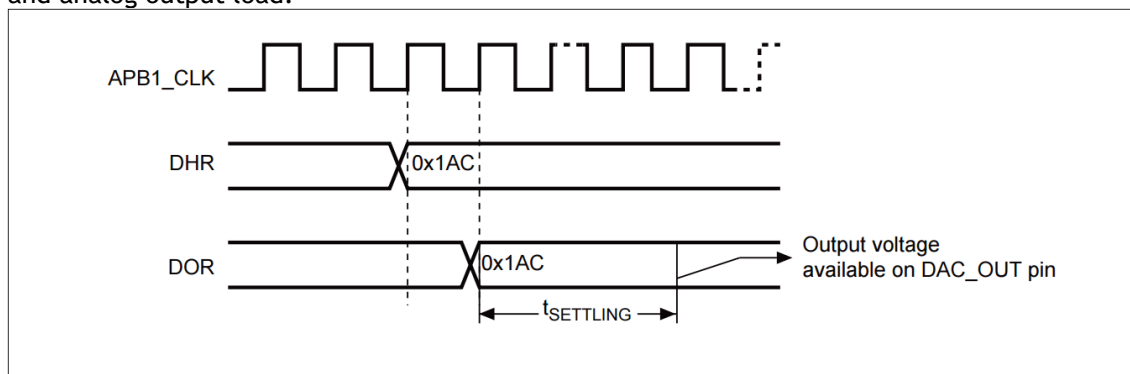 and analog output load.
APB1_CLK
DHR
0x1AC
DOR
0x1AC
Output voltage
available on DAC_OUT pin
tSETTLING